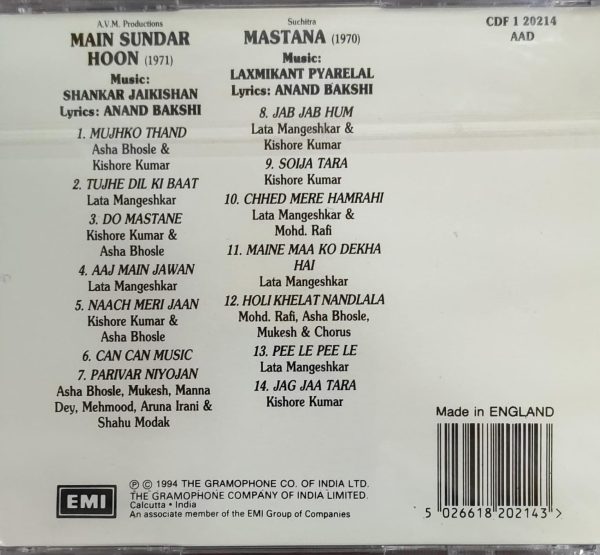 A.V.M. Productions
MAIN SUNDAR
HOON (1971)
Music:
SHANKAR JAIKISHAN
Lyrics: ANAND BAKSHI
1. MUJHKO THAND
Asha Bhosle &
Kishore Kumar
2. TUJHE DIL KI BAAT
Lata Mangeshkar
3. DO MASTANE
Kishore Kumar &
Asha Bhosle
4. AAJ MAIN JAWAN
Lata Mangeshkar
5. NAACH MERI JAAN
Kishore Kumar &
Asha Bhosle
6. CAN CAN MUSIC
7. PARIVAR NIYOJAN
Asha Bhosle, Mukesh, Manna
Dey, Mehmood, Aruna Irani &
Shahu Modak
Suchitra
MASTANA (1970)
Music:
LAXMIKANT PYARELAL
Lyrics: ANAND BAKSHI
8. JAB JAB HUM
Lata Mangeshkar &
Kishore Kumar
9. SOIJA TARA
Kishore Kumar
10. CHHED MERE HAMRAHI
Lata Mangeshkar &
Mohd. Rafi
11. MAINE MAA KO DEKHA
HAI
Lata Mangeshkar
12. HOLI KHELAT NANDLALA
Mohd. Rafi, Asha Bhosle,
Mukesh & Chorus
13. PEE LE PEE LE
Lata Mangeshkar
14. JAG JAA TARA
Kishore Kumar
CDF 1 20214
AAD
Made in ENGLAND
5 026618 202143 >
EMI
℗ © 1994 THE GRAMOPHONE CO. OF INDIA LTD.
THE GRAMOPHONE COMPANY OF INDIA LIMITED.
Calcutta • India
An associate member of the EMI Group of Companies